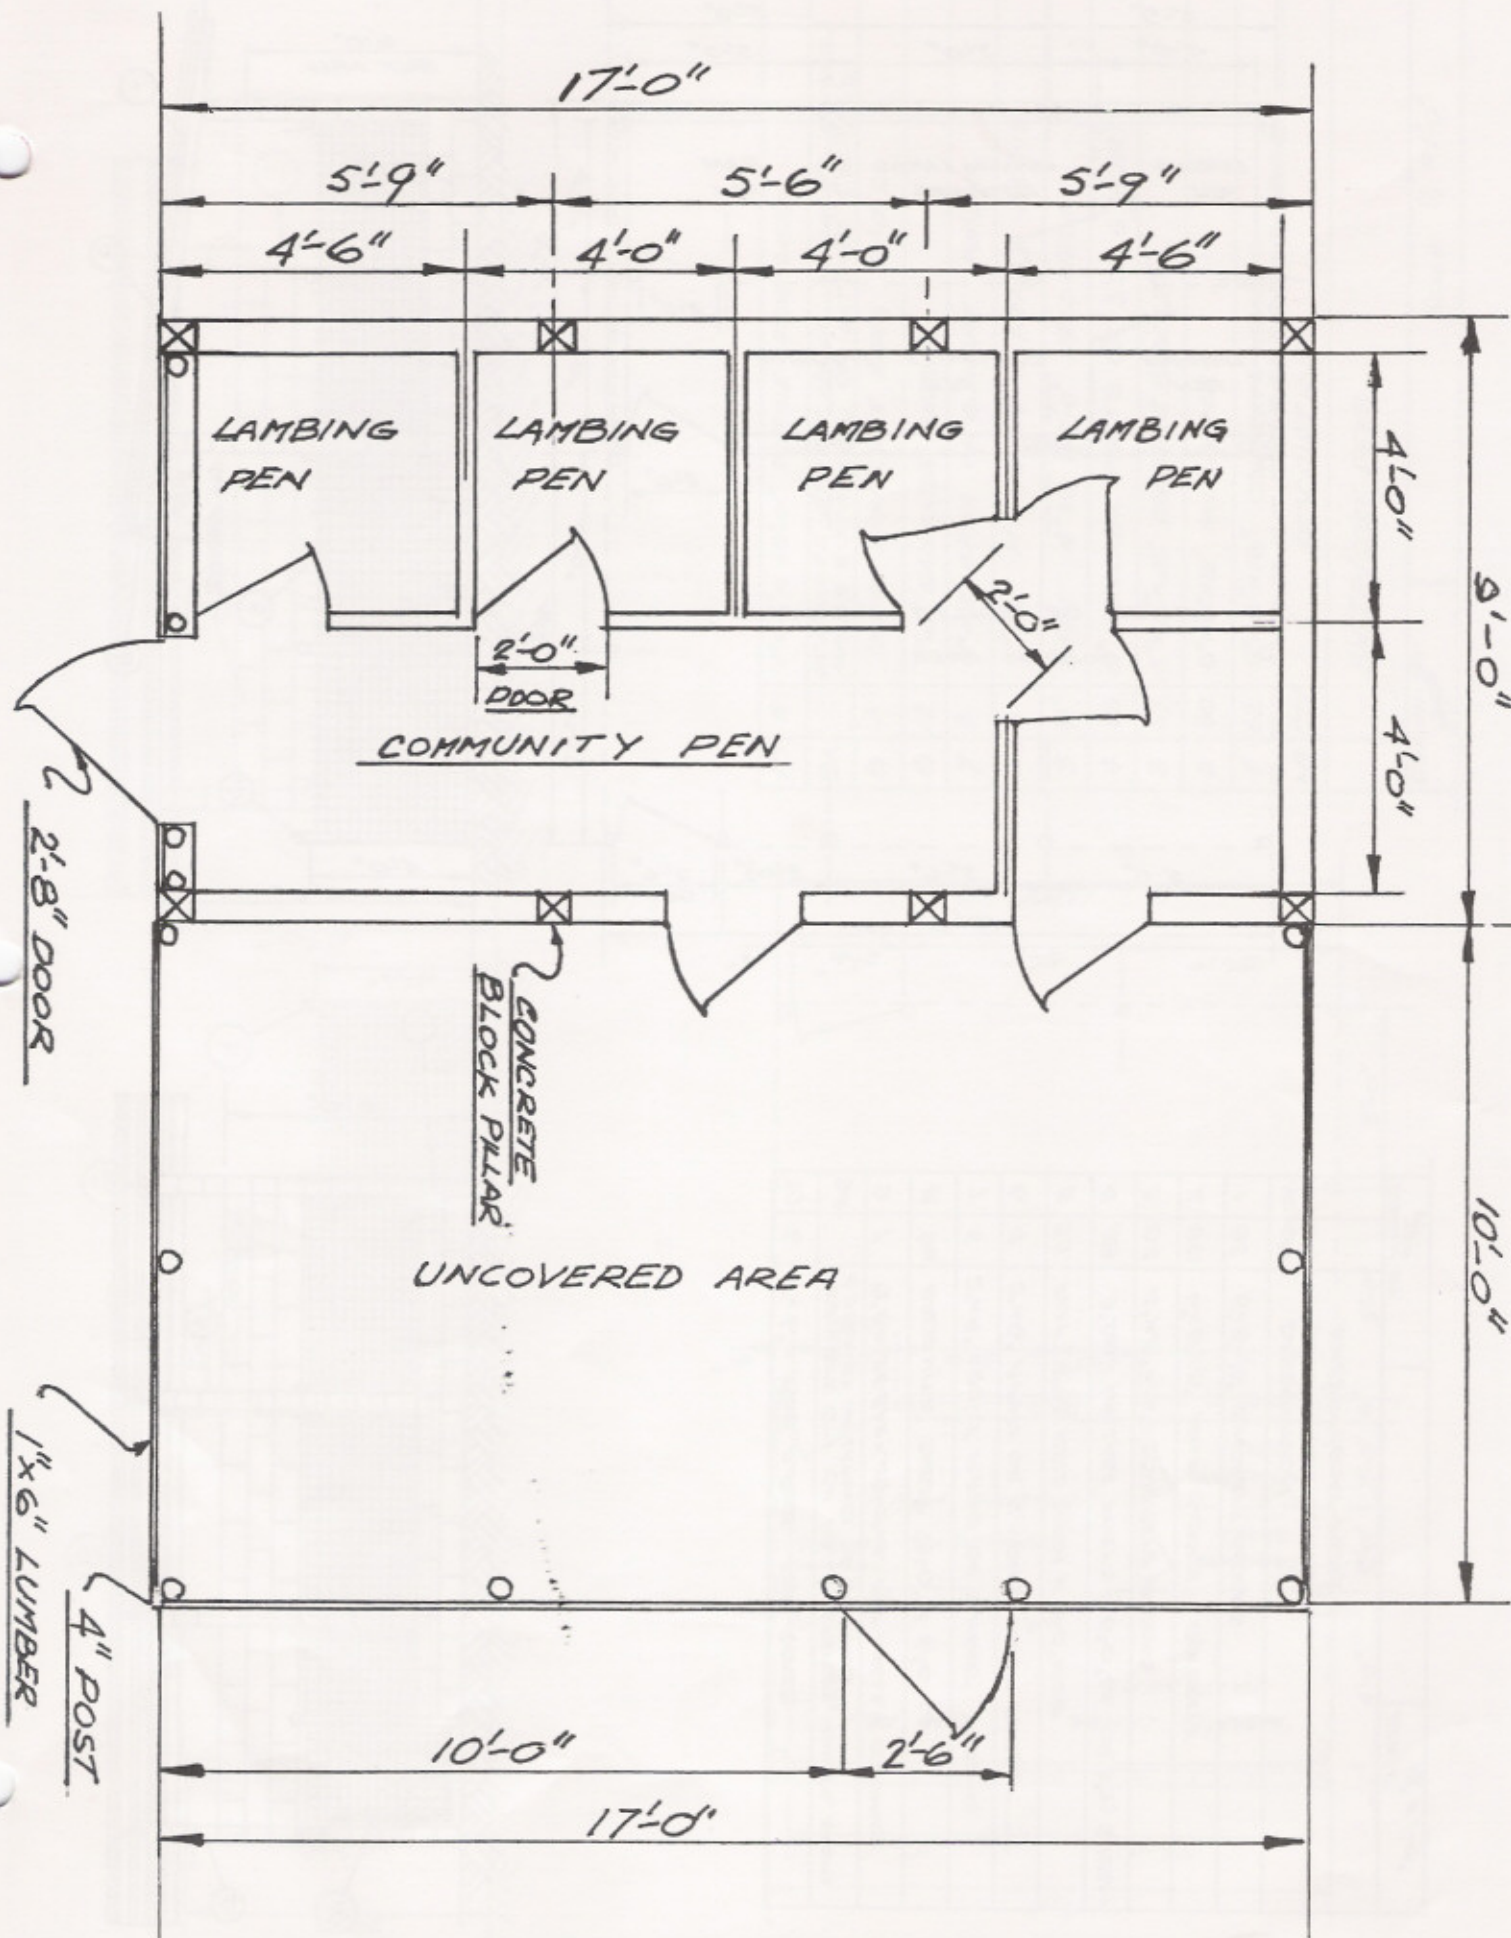 17'-0"
5'-9" 5'-6" 5'-9"
4'-6" 4'-0" 4'-0" 4'-6"
LAMBING
PEN
LAMBING
PEN
LAMBING
PEN
LAMBING
PEN
4'-0"
8'-0"
2'-0"
2'-0"
DOOR
COMMUNITY PEN
4'-0"
2'-8" DOOR
CONCRETE
BLOCK PILLAR
10'-0"
UNCOVERED AREA
1"x6" LUMBER
4" POST
10'-0" 2'-6"
17'-0"